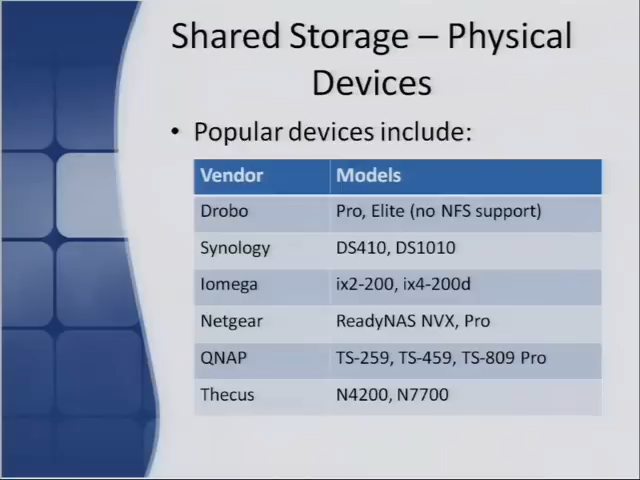 Shared Storage – Physical
Devices
• Popular devices include:
Vendor Models
Drobo Pro, Elite (no NFS support)
Synology DS410, DS1010
Iomega ix2-200, ix4-200d
Netgear ReadyNAS NVX, Pro
QNAP TS-259, TS-459, TS-809 Pro
Thecus N4200, N7700